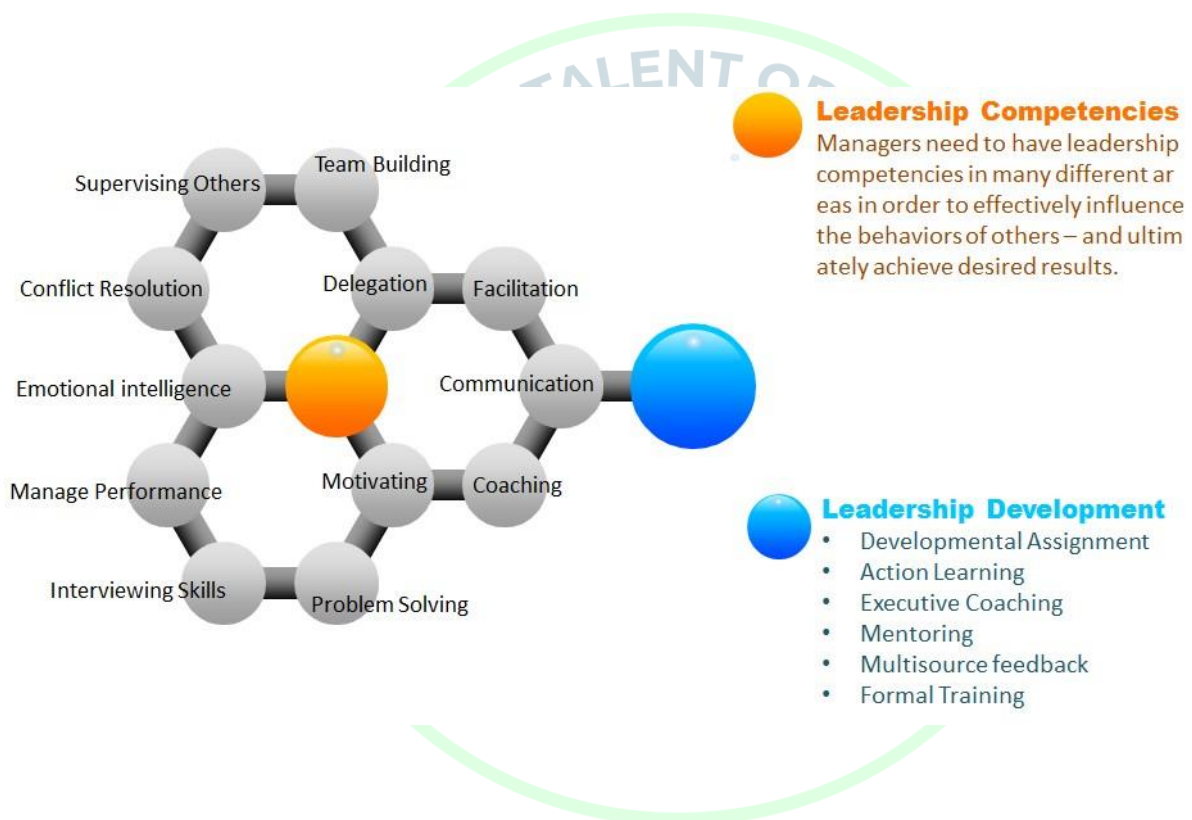 TALENT
Leadership Competencies
Managers need to have leadership
competencies in many different ar
eas in order to effectively influence
the behaviors of others – and ultim
ately achieve desired results.
Team Building
Supervising Others
Delegation
Facilitation
Conflict Resolution
Communication
Emotional intelligence
Motivating
Coaching
Manage Performance
Interviewing Skills
Problem Solving
Leadership Development
• Developmental Assignment
• Action Learning
• Executive Coaching
• Mentoring
• Multisource feedback
• Formal Training